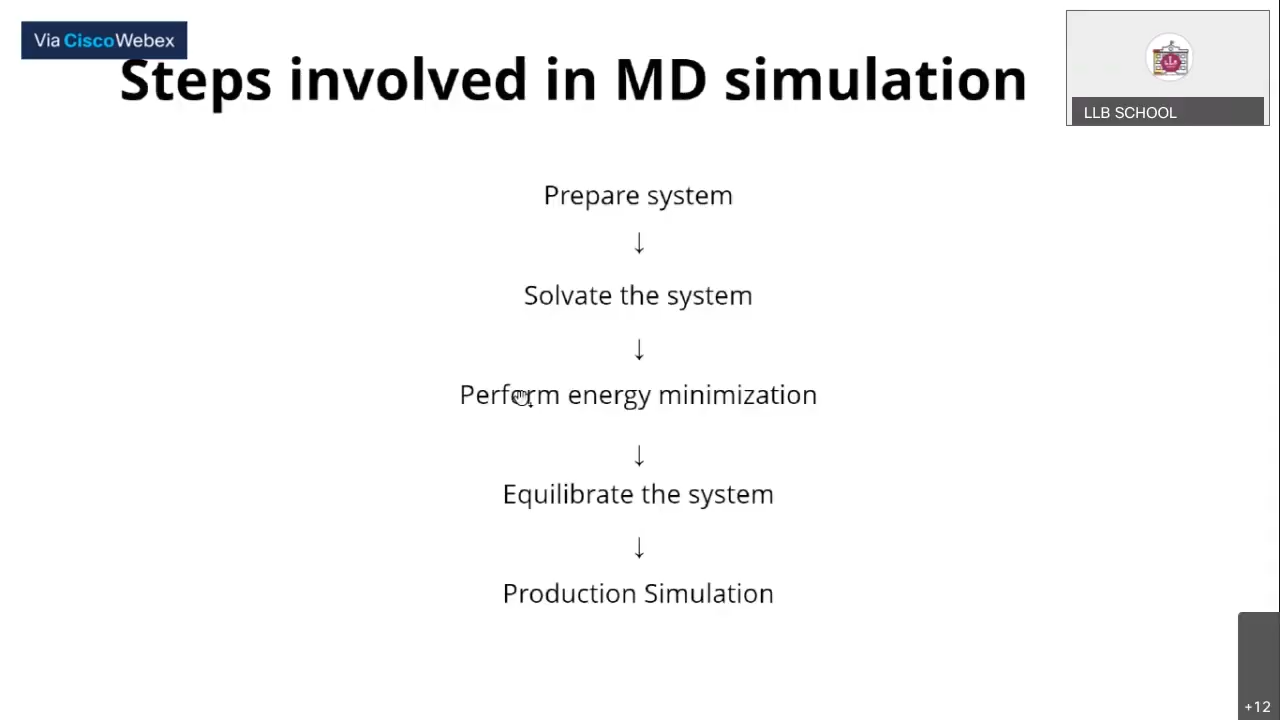 Via CiscoWebex
Steps involved in MD simulation
LLB SCHOOL
Prepare system
↓
Solvate the system
↓
Perform energy minimization
↓
Equilibrate the system
↓
Production Simulation
+12